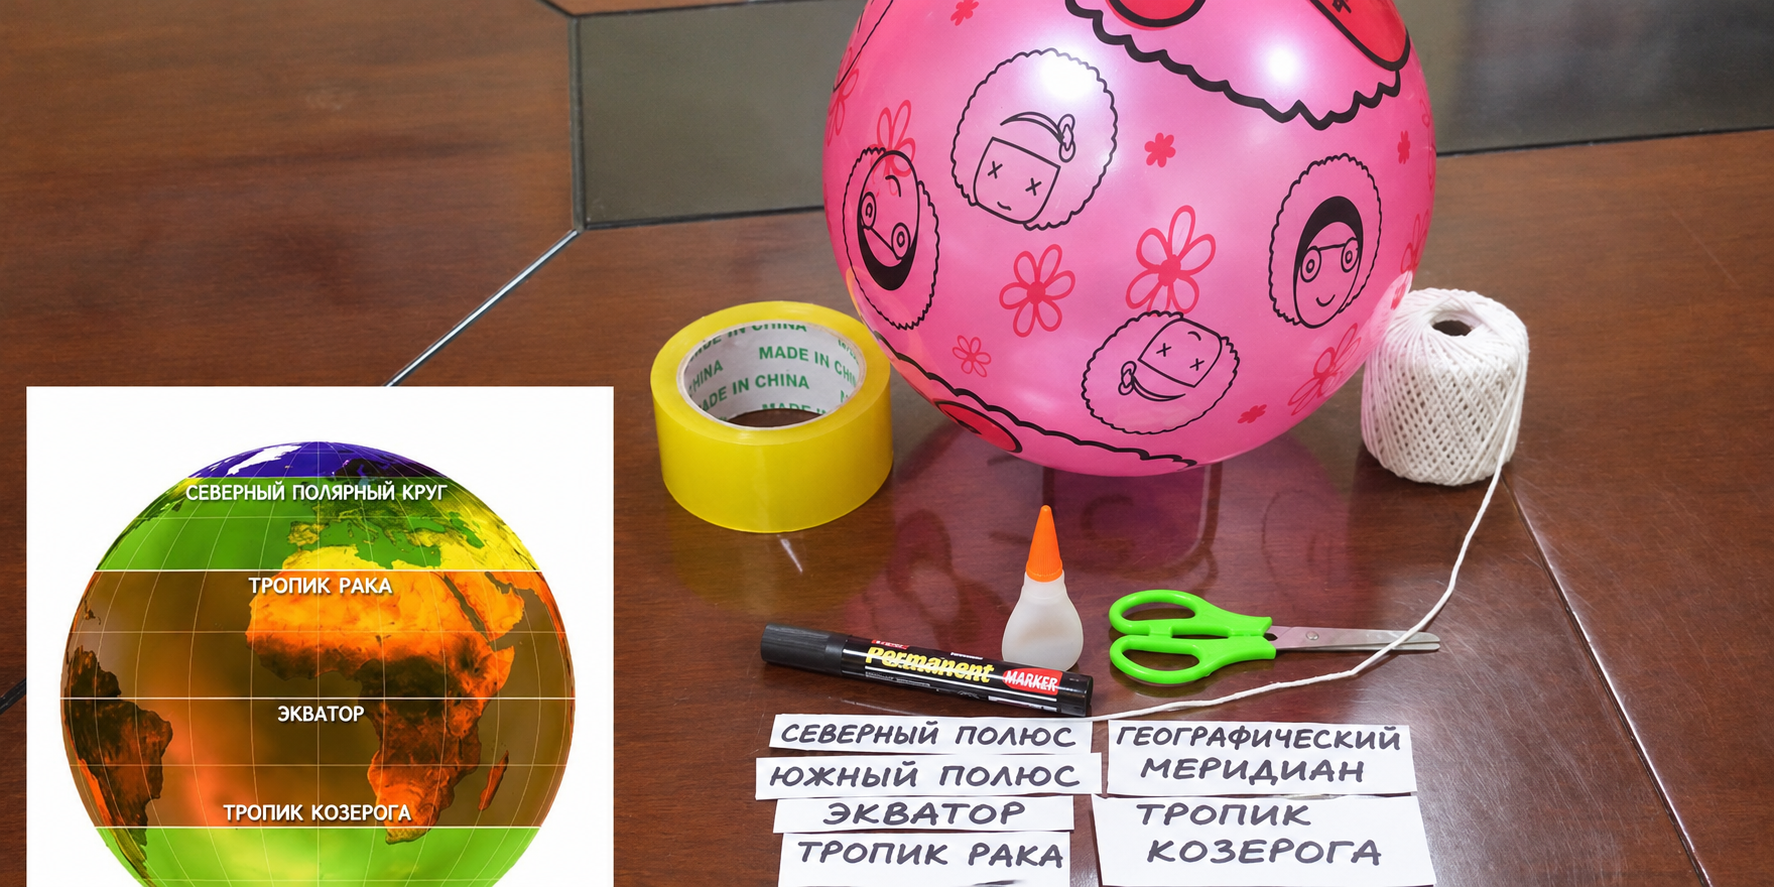 MADE IN CHINA
MADE IN CHINA
СЕВЕРНЫЙ ПОЛЯРНЫЙ КРУГ
ТРОПИК РАКА
ЭКВАТОР
ТРОПИК КОЗЕРОГА
Permanent
MARKER
СЕВЕРНЫЙ ПОЛЮС
ЮЖНЫЙ ПОЛЮС
ЭКВАТОР
ТРОПИК РАКА
ГЕОГРАФИЧЕСКИЙ
МЕРИДИАН
ТРОПИК
КОЗЕРОГА